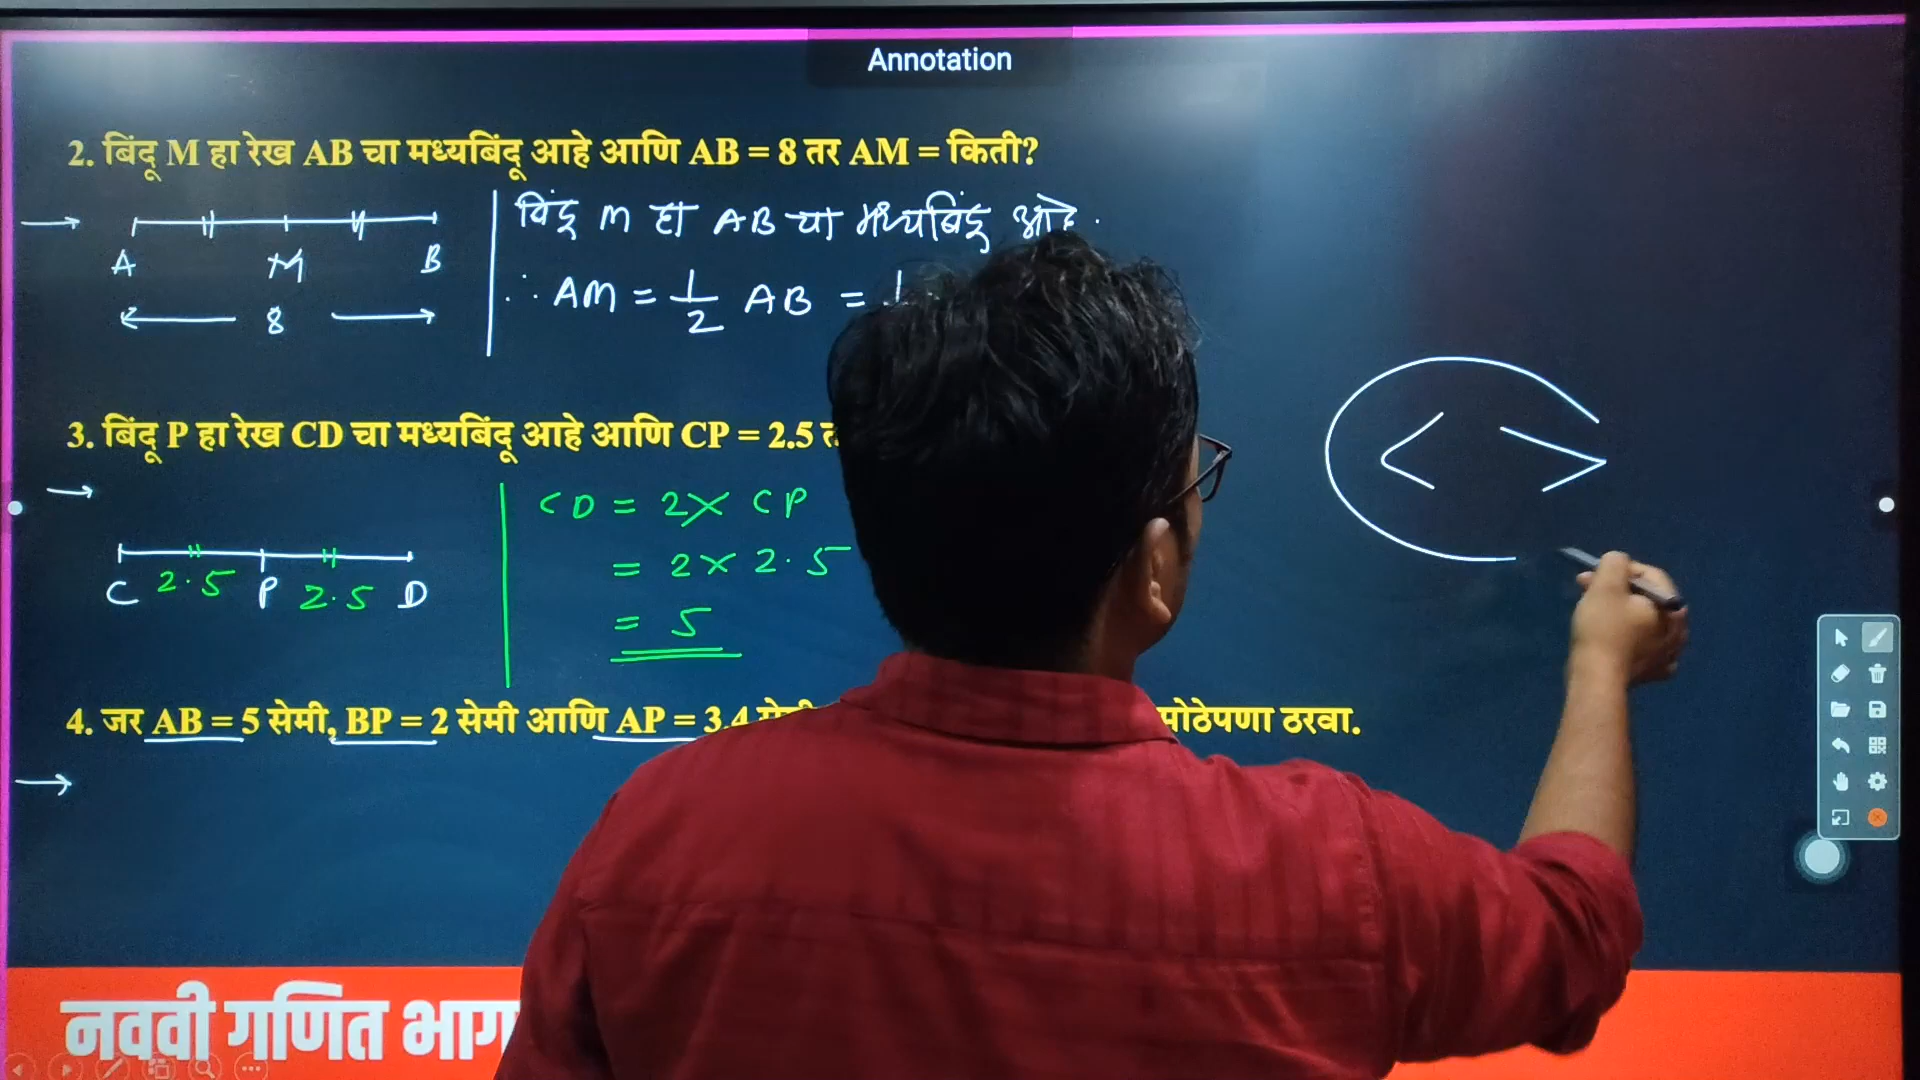 Annotation
2. बिंदू M हा रेख AB चा मध्यबिंदू आहे आणि AB = 8 तर AM = किती?
बिंदु M हा AB चा मध्यबिंदु आहे.
A M B
8
∴ AM = 1/2 AB = 1
3. बिंदू P हा रेख CD चा मध्यबिंदू आहे आणि CP = 2.5
CD = 2 × CP
= 2 × 2.5
= 5
C 2.5 P 2.5 D
< >
4. जर AB = 5 सेमी, BP = 2 सेमी आणि AP = 3.4 ठरवा.
नववी गणित भाग